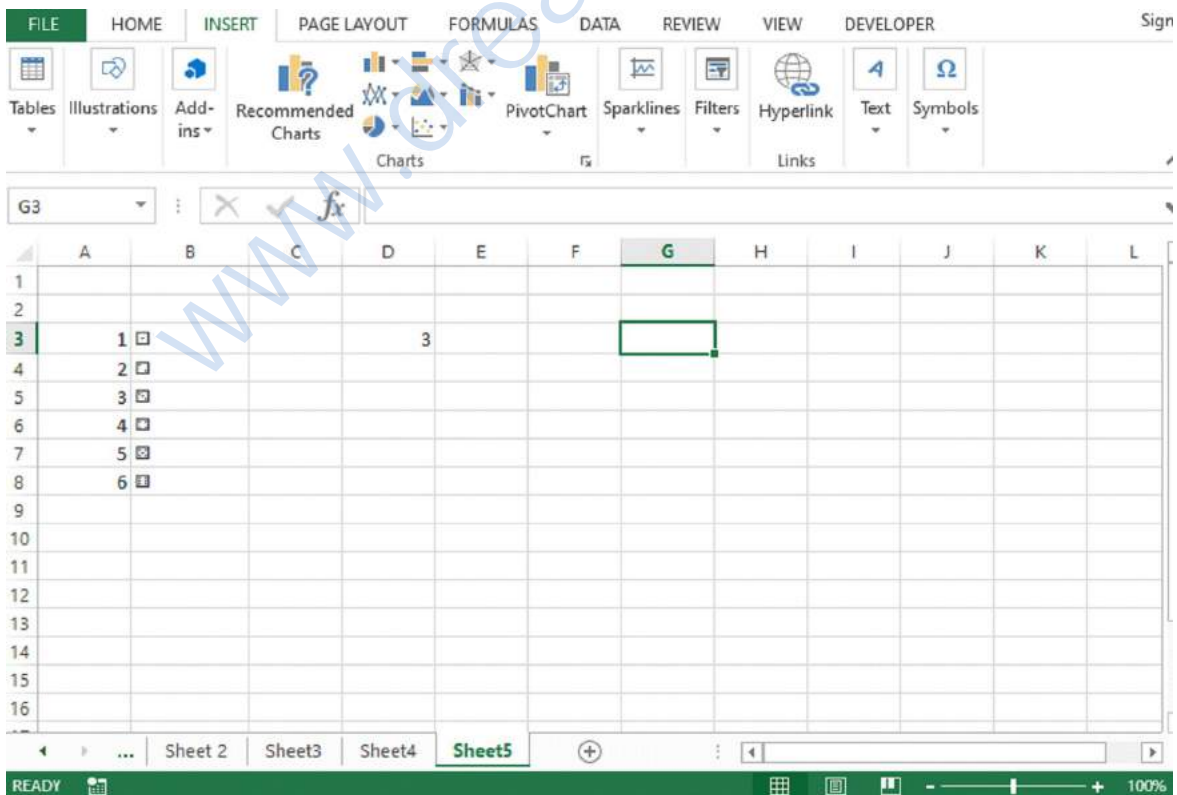 FILE HOME INSERT PAGE LAYOUT FORMULAS DATA REVIEW VIEW DEVELOPER Sign
Tables Illustrations Add-ins Recommended Charts PivotChart Sparklines Filters Hyperlink Text Symbols
Charts Links
G3 fx
A B C D E F G H I J K L
1
2
3 1 ⚀ 3
4 2 ⚁
5 3 ⚂
6 4 ⚃
7 5 ⚄
8 6 ⚅
9
10
11
12
13
14
15
16
... Sheet 2 Sheet3 Sheet4 Sheet5
READY 100%
www.drea